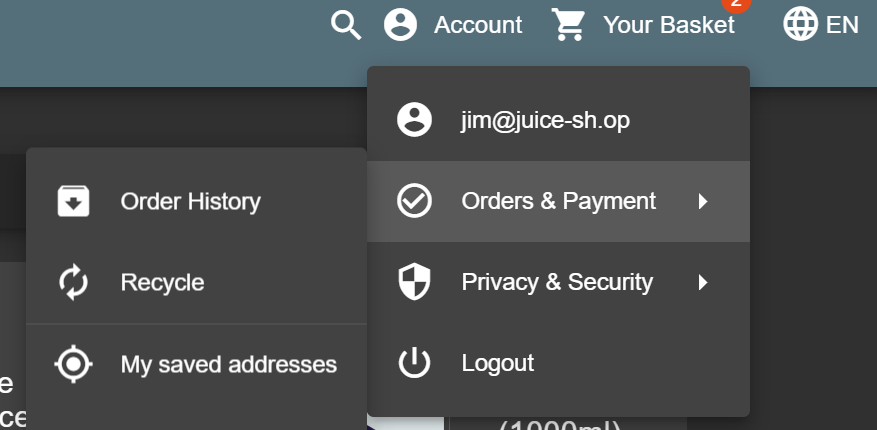 Account
Your Basket
2
EN
jim@juice-sh.op
Orders & Payment
Privacy & Security
Logout
Order History
Recycle
My saved addresses
e
ce
(1000ml)